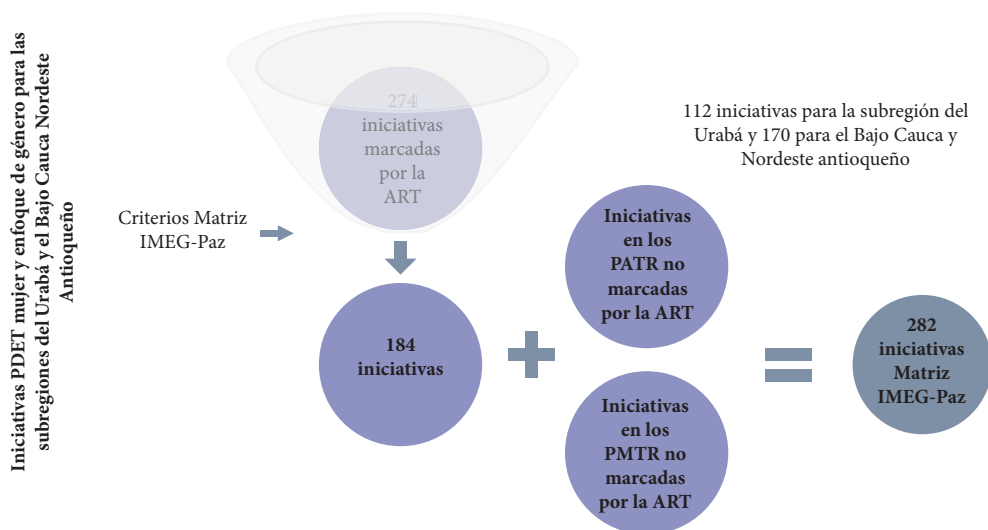 Iniciativas PDET mujer y enfoque de género para las
subregiones del Urabá y el Bajo Cauca Nordeste
Antioqueño
274
iniciativas
marcadas
por la
ART
112 iniciativas para la subregión del
Urabá y 170 para el Bajo Cauca y
Nordeste antioqueño
Criterios Matriz
IMEG-Paz
184
iniciativas
Iniciativas
en los
PATR no
marcadas
por la ART
Iniciativas
en los
PMTR no
marcadas
por la ART
282
iniciativas
Matriz
IMEG-Paz